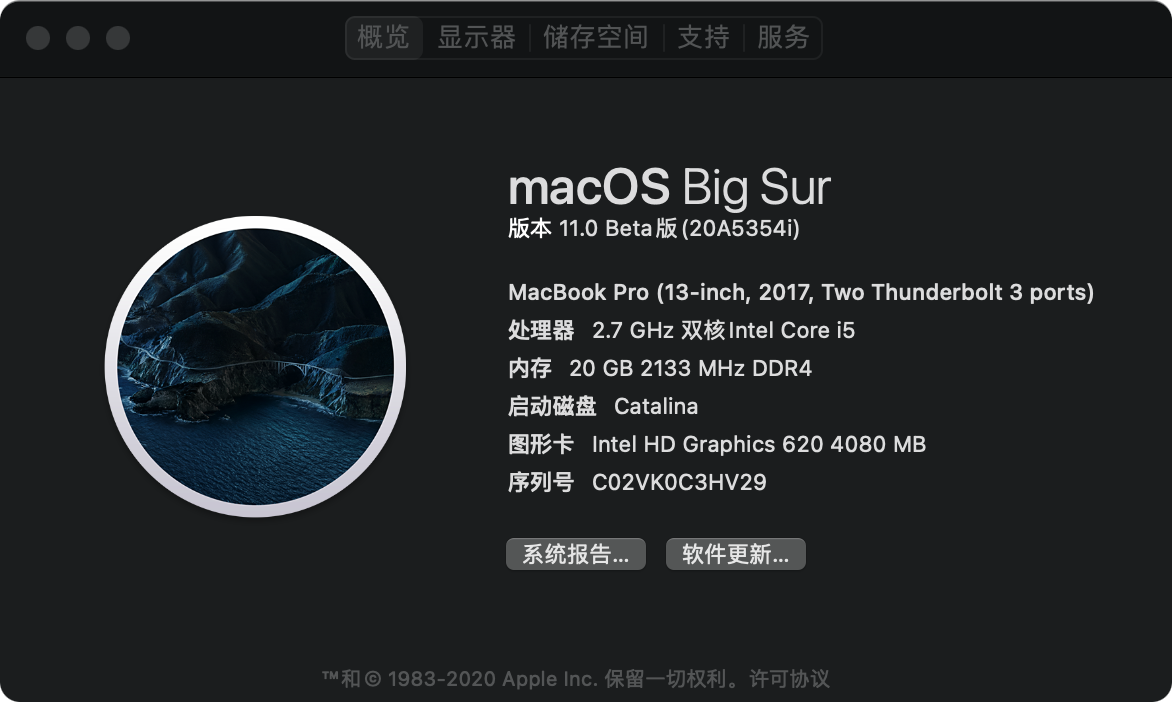 概览 显示器 储存空间 支持 服务
macOS Big Sur
版本 11.0 Beta版(20A5354i)
MacBook Pro (13-inch, 2017, Two Thunderbolt 3 ports)
处理器 2.7 GHz 双核Intel Core i5
内存 20 GB 2133 MHz DDR4
启动磁盘 Catalina
图形卡 Intel HD Graphics 620 4080 MB
序列号 C02VK0C3HV29
系统报告... 软件更新...
™和© 1983-2020 Apple Inc. 保留一切权利。许可协议